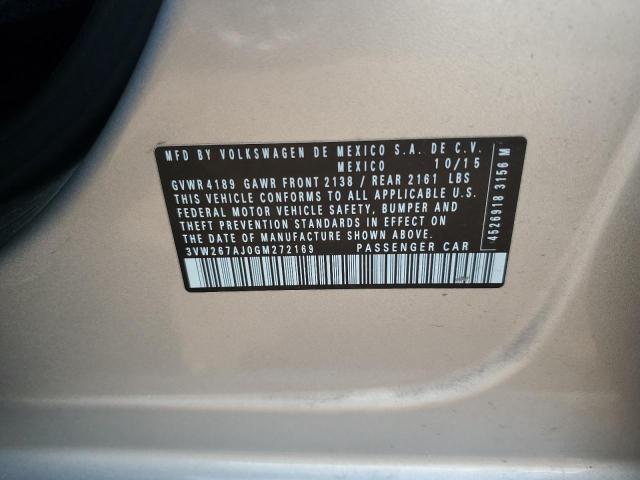 MFD BY VOLKSWAGEN DE MEXICO S.A. DE C.V.
MEXICO 10/15
GVWR 4189 GAWR FRONT 2138 / REAR 2161 LBS
THIS VEHICLE CONFORMS TO ALL APPLICABLE U.S.
FEDERAL MOTOR VEHICLE SAFETY, BUMPER AND
THEFT PREVENTION STANDARDS IN EFFECT ON
THE DATE OF MANUFACTURE SHOWN ABOVE.
3VW267AJ0GM272169 PASSENGER CAR
4526918 3156 M